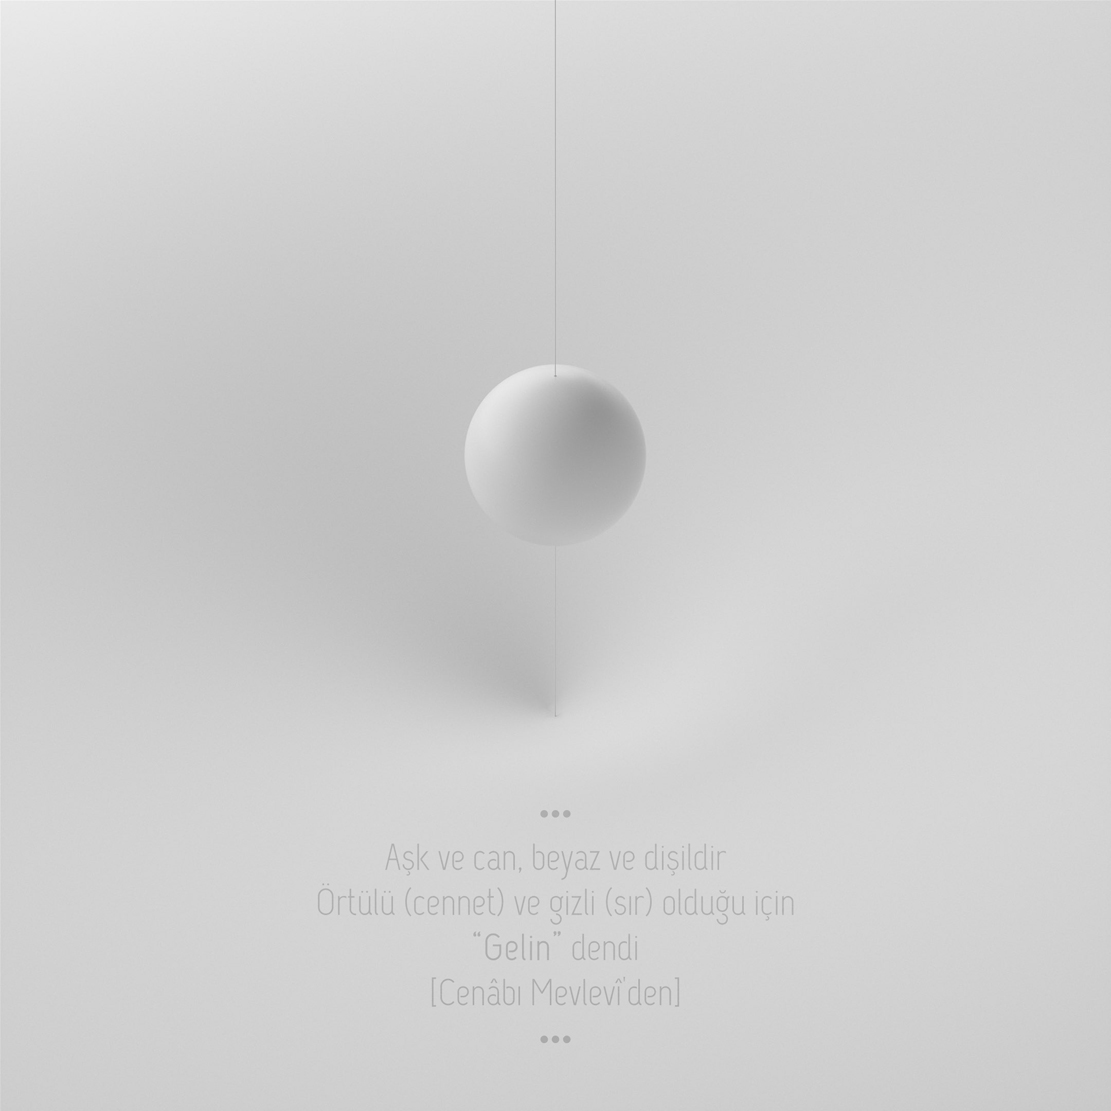 •••
Aşk ve can, beyaz ve dişildir
Örtülü (cennet) ve gizli (sır) olduğu için
“Gelin” dendi
[Cenâbı Mevlevî'den]
•••